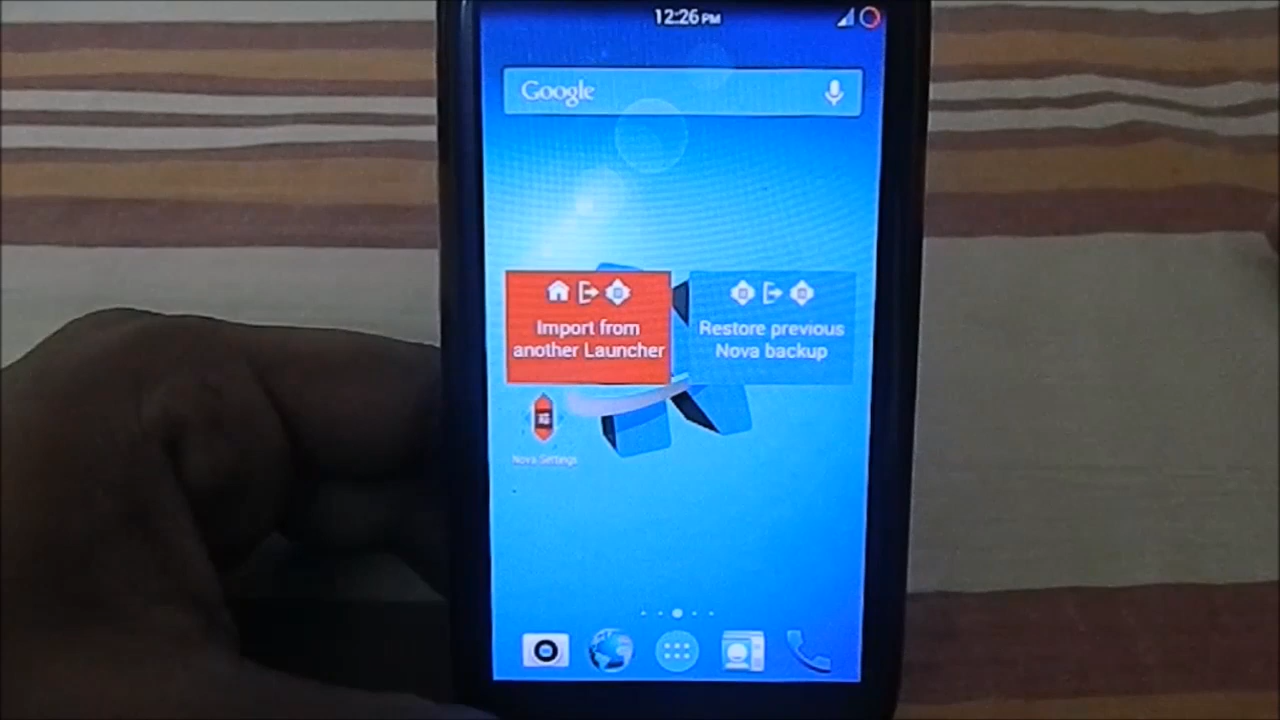 12:26 PM
Google
Import from
another Launcher
Restore previous
Nova backup
Nova Settings